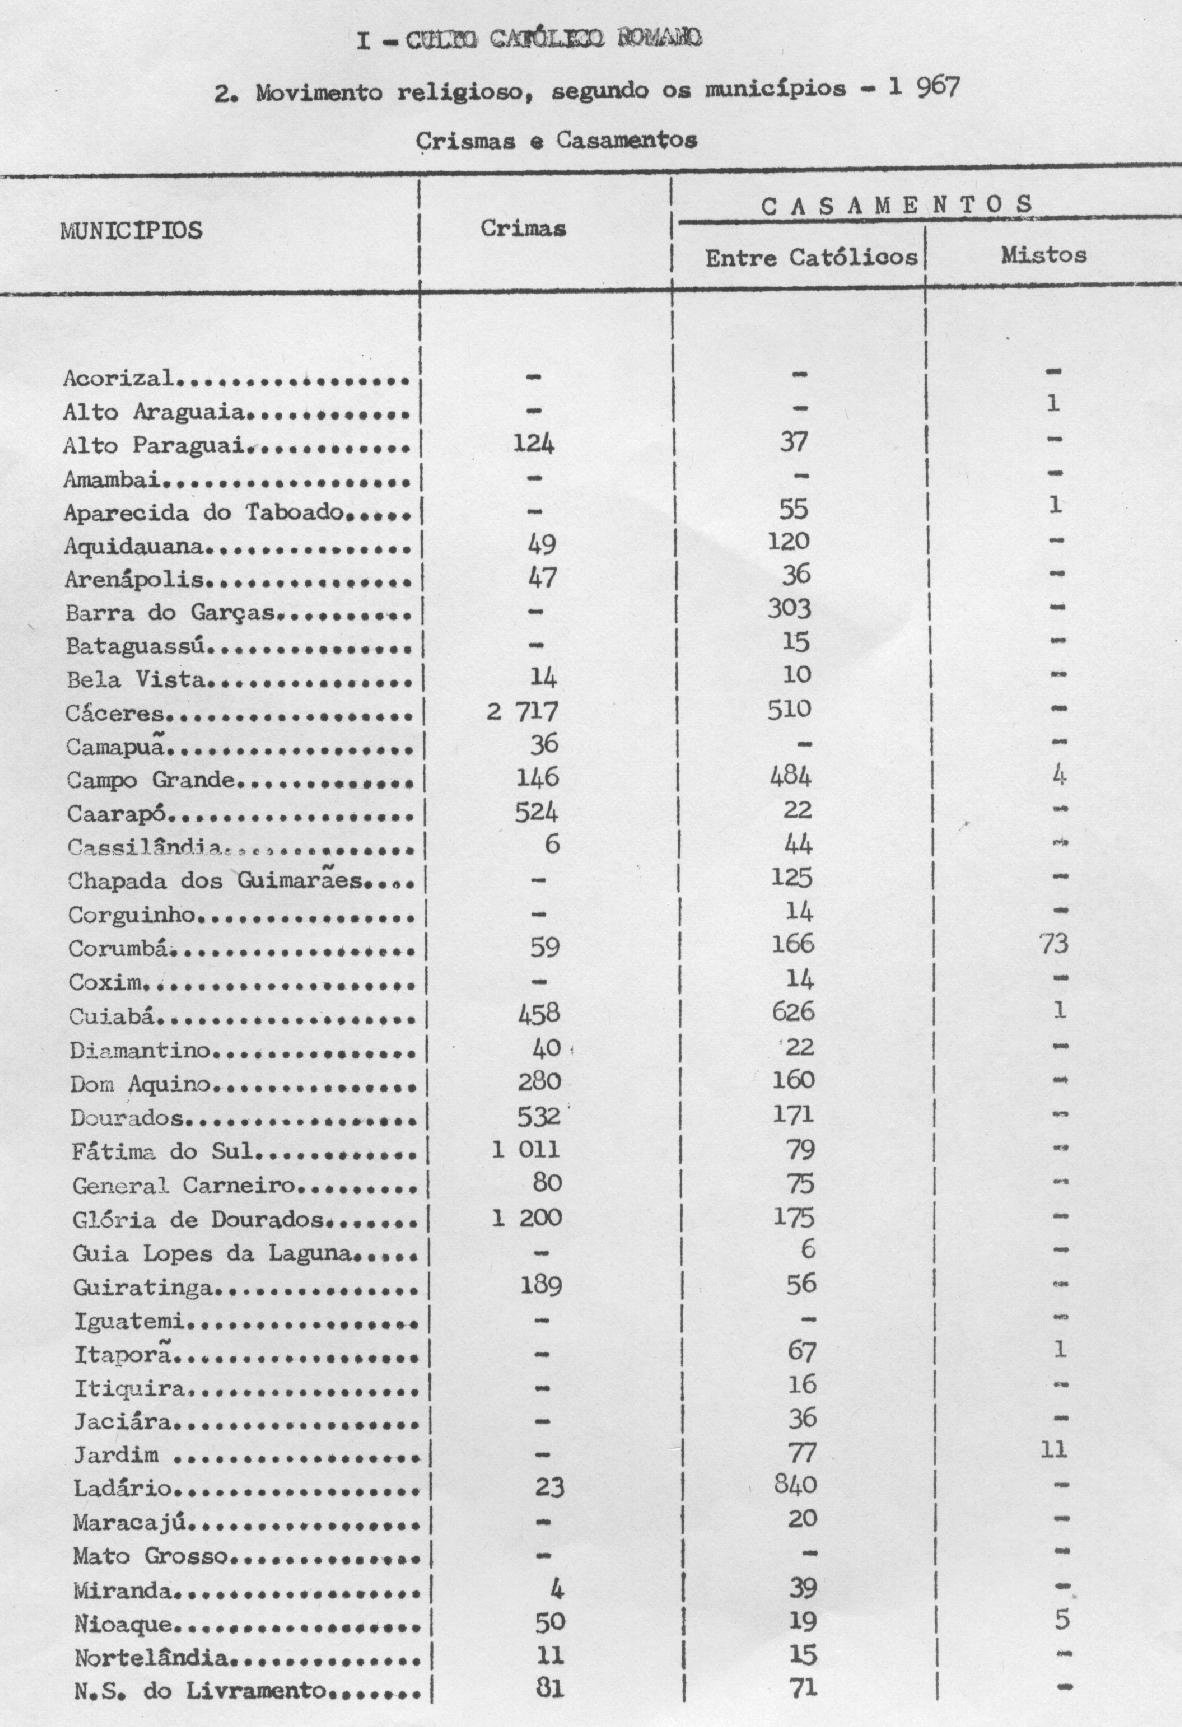 I - CULTO CATÓLICO ROMANO
2. Movimento religioso, segundo os municípios - 1 967
Crismas e Casamentos
MUNICÍPIOS Crimas CASAMENTOS
Entre Católicos Mistos
Acorizal.................. - - -
Alto Araguaia............ - - 1
Alto Paraguai............ 124 37 -
Amambai.................. - - -
Aparecida do Taboado..... - 55 1
Aquidauana............... 49 120 -
Arenápolis............... 47 36 -
Barra do Garças.......... - 303 -
Bataguassú............... - 15 -
Bela Vista............... 14 10 -
Cáceres.................. 2 717 510 -
Camapuã.................. 36 - -
Campo Grande............. 146 484 4
Caarapó.................. 524 22 -
Cassilândia.............. 6 44 -
Chapada dos Guimarães.... - 125 -
Corguinho................ - 14 -
Corumbá.................. 59 166 73
Coxim.................... - 14 -
Cuiabá................... 458 626 1
Diamantino............... 40 22 -
Dom Aquino............... 280 160 -
Dourados................. 532 171 -
Fátima do Sul............ 1 011 79 -
General Carneiro......... 80 75 -
Glória de Dourados....... 1 200 175 -
Guia Lopes da Laguna..... - 6 -
Guiratinga............... 189 56 -
Iguatemi................. - - -
Itaporã.................. - 67 1
Itiquira................. - 16 -
Jaciára.................. - 36 -
Jardim .................. - 77 11
Ladário.................. 23 840 -
Maracajú................. - 20 -
Mato Grosso.............. - - -
Miranda.................. 4 39 -
Nioaque.................. 50 19 5
Nortelândia.............. 11 15 -
N.S. do Livramento....... 81 71 -